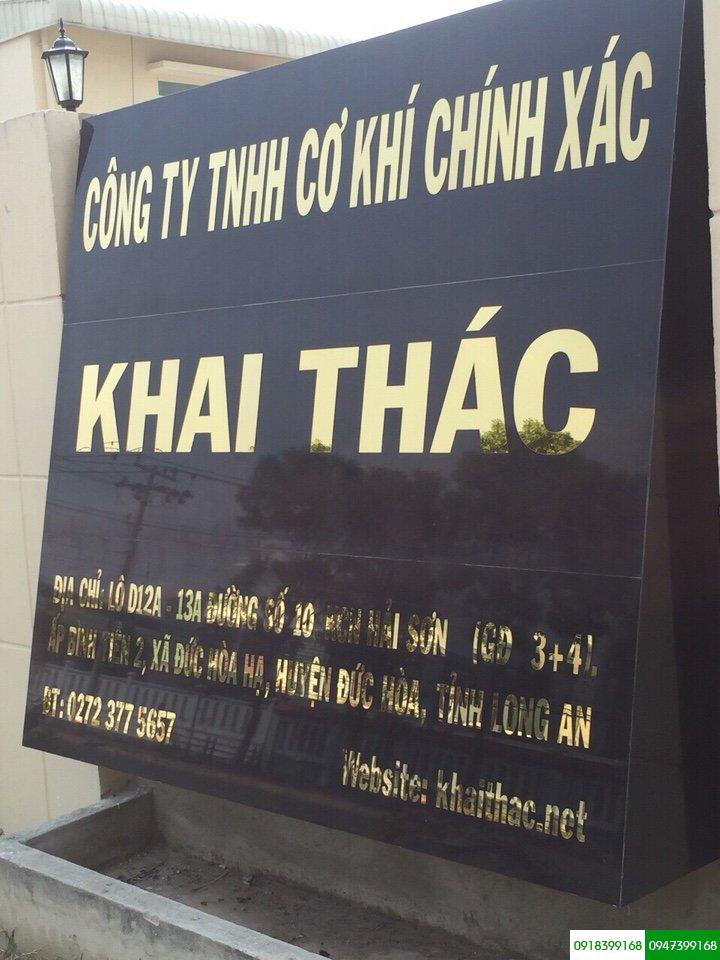 CÔNG TY TNHH CƠ KHÍ CHÍNH XÁC
KHAI THÁC
ĐỊA CHỈ: LÔ D12A - 13A ĐƯỜNG SỐ 10 KCN HẢI SƠN (GĐ 3+4),
ẤP BÌNH TIỀN 2, XÃ ĐỨC HÒA HẠ, HUYỆN ĐỨC HÒA, TỈNH LONG AN
ĐT: 0272 377 5657
Website: khaithac.net
0918399168 0947399168